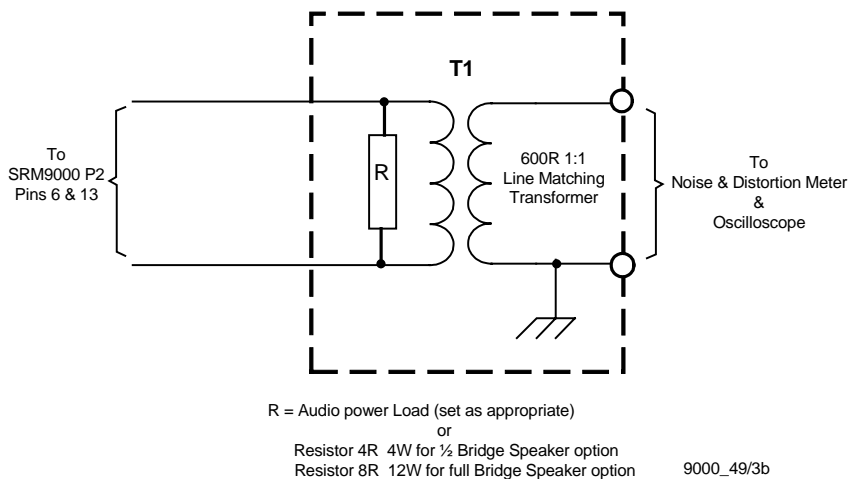 T1
To
SRM9000 P2
Pins 6 & 13
R
600R 1:1
Line Matching
Transformer
To
Noise & Distortion Meter
&
Oscilloscope
R = Audio power Load (set as appropriate)
or
Resistor 4R 4W for ½ Bridge Speaker option
Resistor 8R 12W for full Bridge Speaker option
9000_49/3b